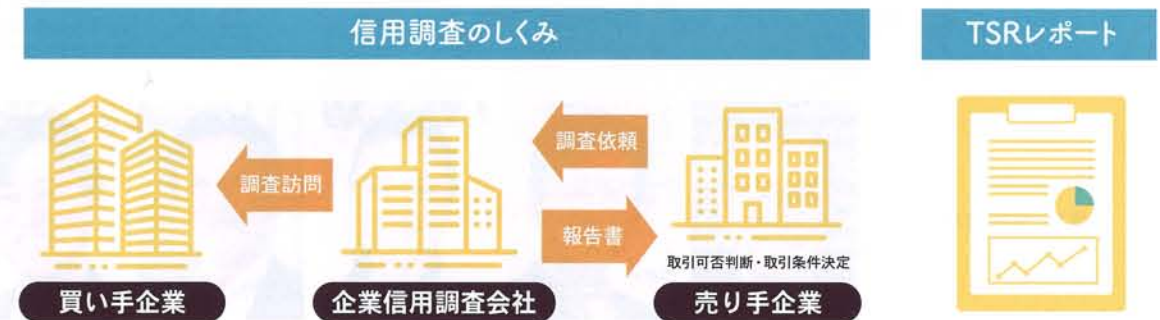 信用調査のしくみ
TSRレポート
調査依頼
調査訪問
報告書
取引可否判断・取引条件決定
買い手企業
企業信用調査会社
売り手企業